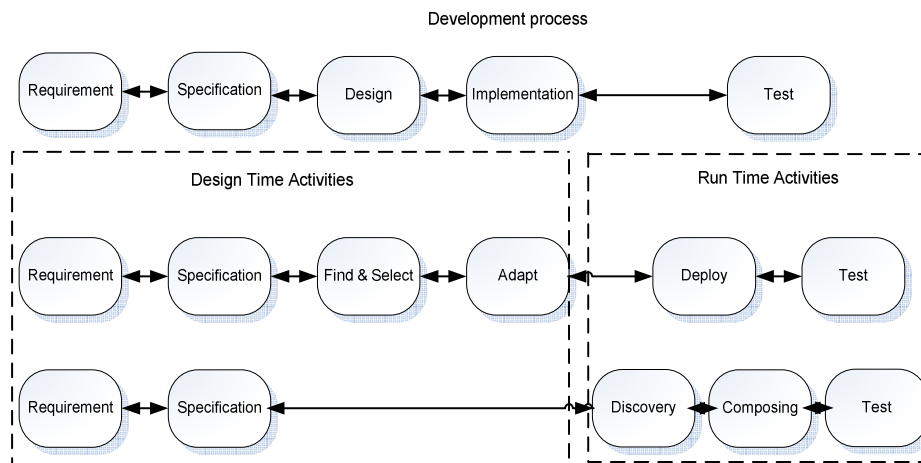 Development process
Requirement
Specification
Design
Implementation
Test
Design Time Activities
Run Time Activities
Requirement
Specification
Find & Select
Adapt
Deploy
Test
Requirement
Specification
Discovery
Composing
Test